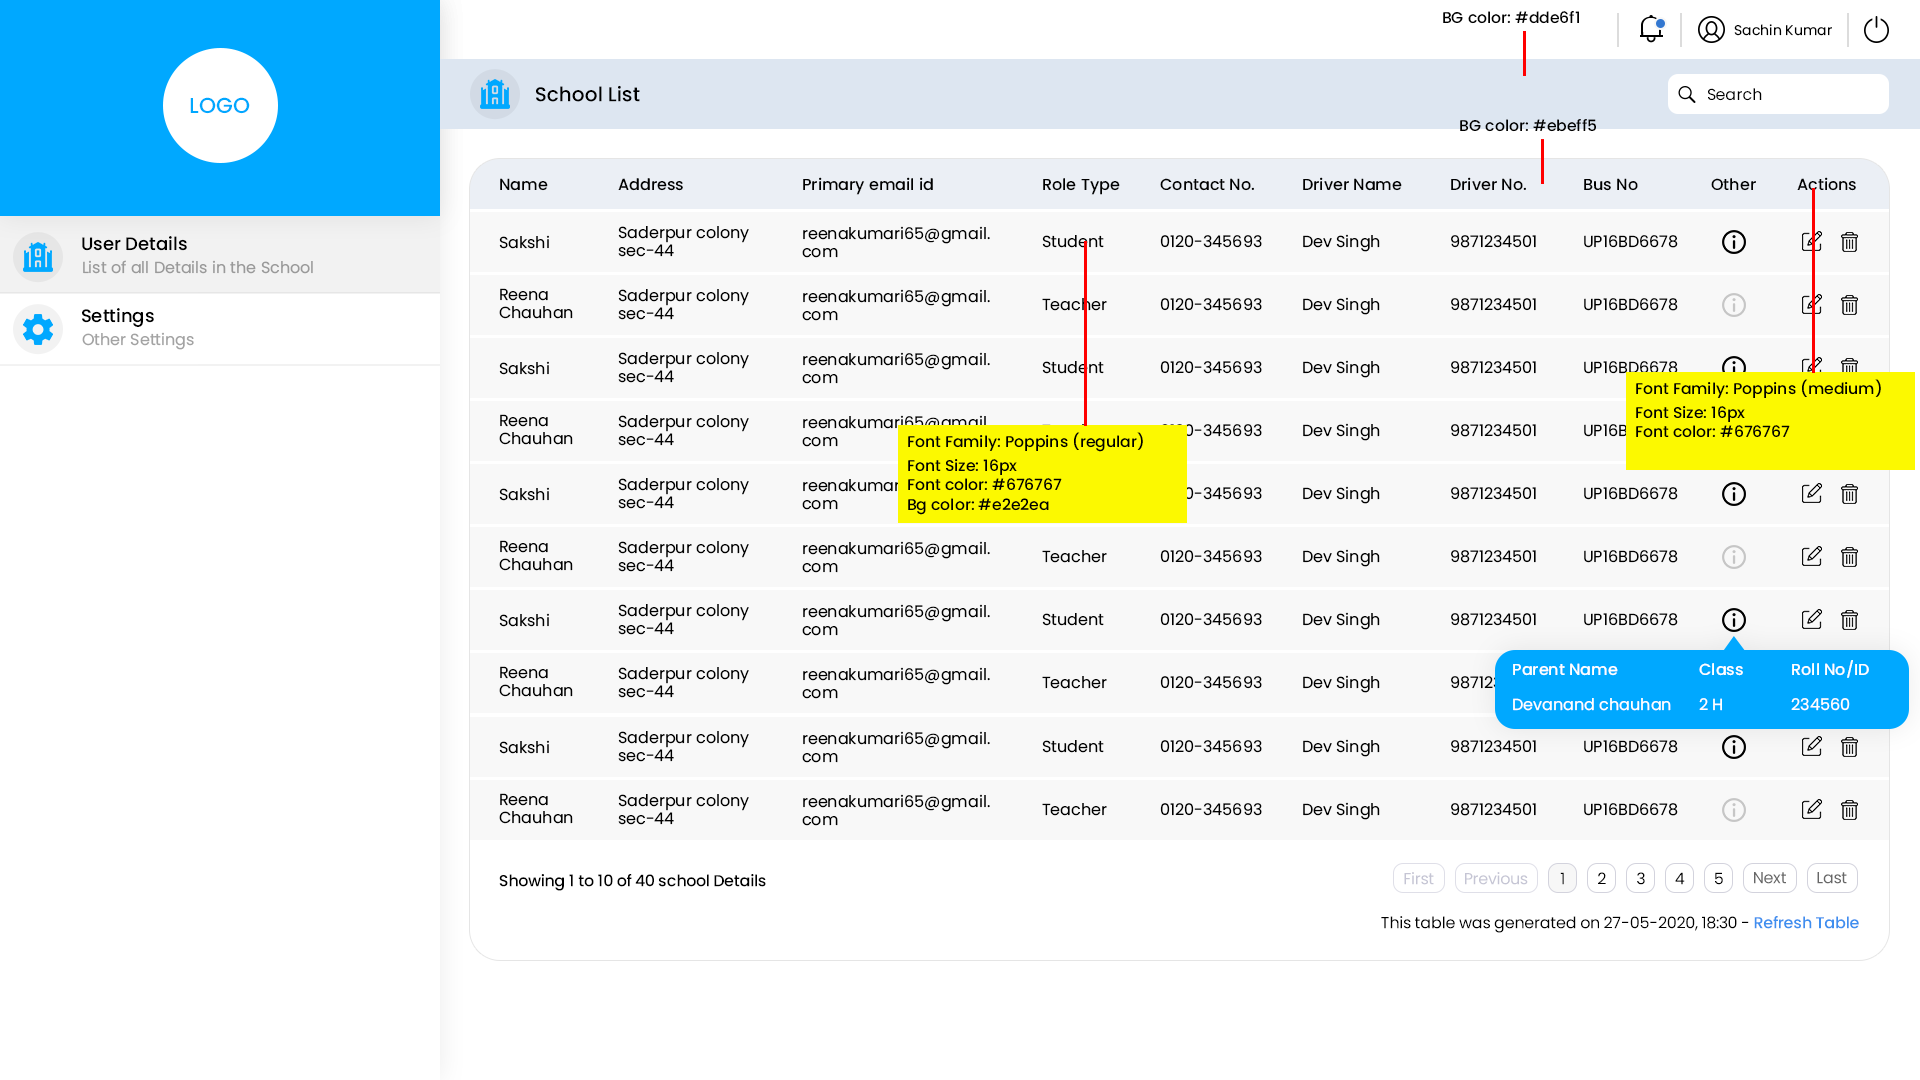 BG color: #dde6f1
Sachin Kumar
LOGO
School List
Search
BG color: #ebeff5
User Details
List of all Details in the School
Settings
Other Settings
Name Address Primary email id Role Type Contact No. Driver Name Driver No. Bus No Other Actions
Sakshi Saderpur colony sec-44 reenakumari65@gmail.com Student 0120-345693 Dev Singh 9871234501 UP16BD6678
Reena Chauhan Saderpur colony sec-44 reenakumari65@gmail.com Teacher 0120-345693 Dev Singh 9871234501 UP16BD6678
Sakshi Saderpur colony sec-44 reenakumari65@gmail.com Student 0120-345693 Dev Singh 9871234501 UP16BD6678
Font Family: Poppins (medium)
Font Size: 16px
Font color: #676767
Reena Chauhan Saderpur colony sec-44 reenakumari65@gmail.com 0-345693 Dev Singh 9871234501 UP16B
Font Family: Poppins (regular)
Font Size: 16px
Font color: #676767
Bg color: #e2e2ea
Sakshi Saderpur colony sec-44 reenakumar com 0-345693 Dev Singh 9871234501 UP16BD6678
Reena Chauhan Saderpur colony sec-44 reenakumari65@gmail.com Teacher 0120-345693 Dev Singh 9871234501 UP16BD6678
Sakshi Saderpur colony sec-44 reenakumari65@gmail.com Student 0120-345693 Dev Singh 9871234501 UP16BD6678
Reena Chauhan Saderpur colony sec-44 reenakumari65@gmail.com Teacher 0120-345693 Dev Singh 98712
Parent Name Class Roll No/ID
Devanand chauhan 2 H 234560
Sakshi Saderpur colony sec-44 reenakumari65@gmail.com Student 0120-345693 Dev Singh 9871234501 UP16BD6678
Reena Chauhan Saderpur colony sec-44 reenakumari65@gmail.com Teacher 0120-345693 Dev Singh 9871234501 UP16BD6678
Showing 1 to 10 of 40 school Details
First Previous 1 2 3 4 5 Next Last
This table was generated on 27-05-2020, 18:30 - Refresh Table